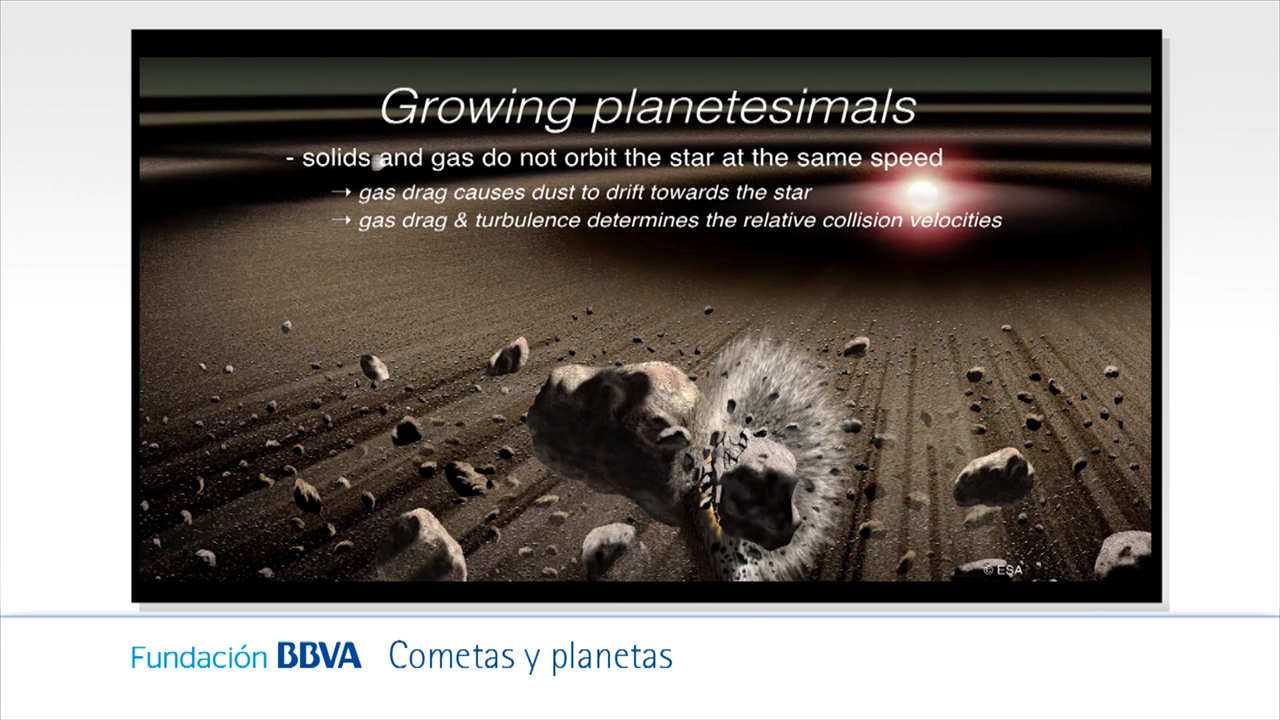 Growing planetesimals
- solids and gas do not orbit the star at the same speed
→ gas drag causes dust to drift towards the star
→ gas drag & turbulence determines the relative collision velocities
© ESA
Fundación BBVA Cometas y planetas